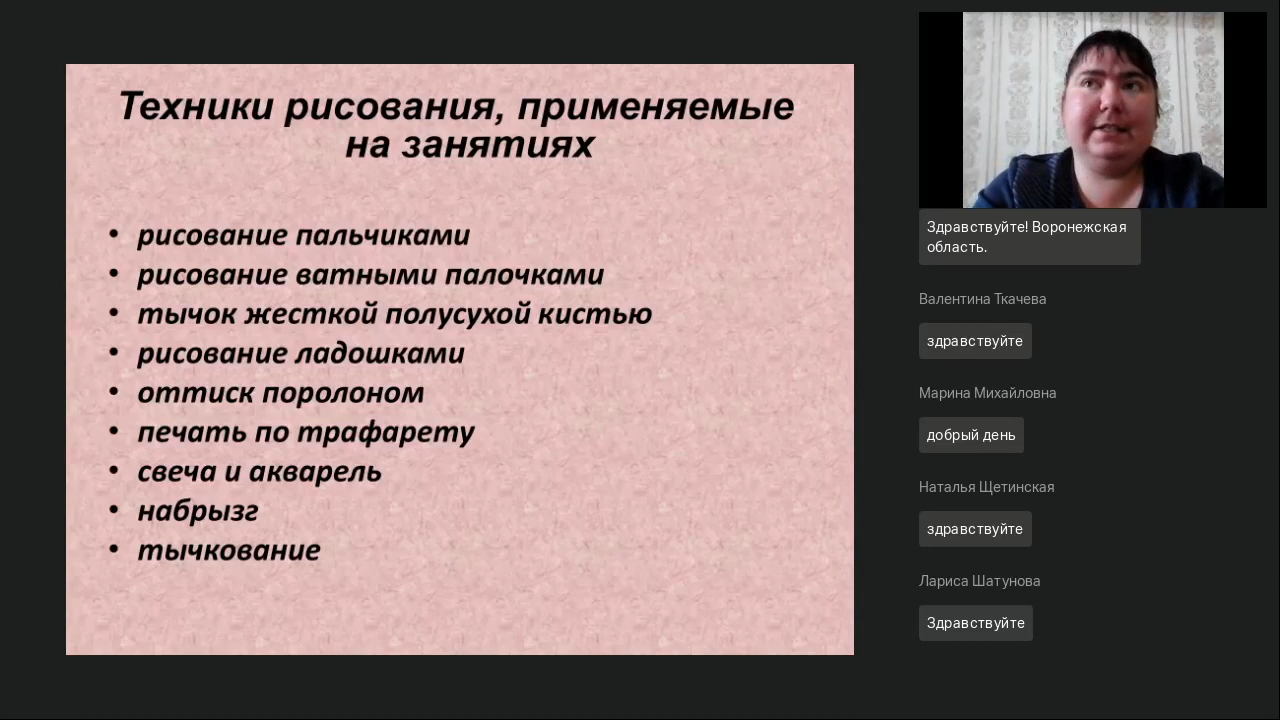 Техники рисования, применяемые
на занятиях
• рисование пальчиками
• рисование ватными палочками
• тычок жесткой полусухой кистью
• рисование ладошками
• оттиск поролоном
• печать по трафарету
• свеча и акварель
• набрызг
• тычкование
Здравствуйте! Воронежская
область.
Валентина Ткачева
здравствуйте
Марина Михайловна
добрый день
Наталья Щетинская
здравствуйте
Лариса Шатунова
Здравствуйте